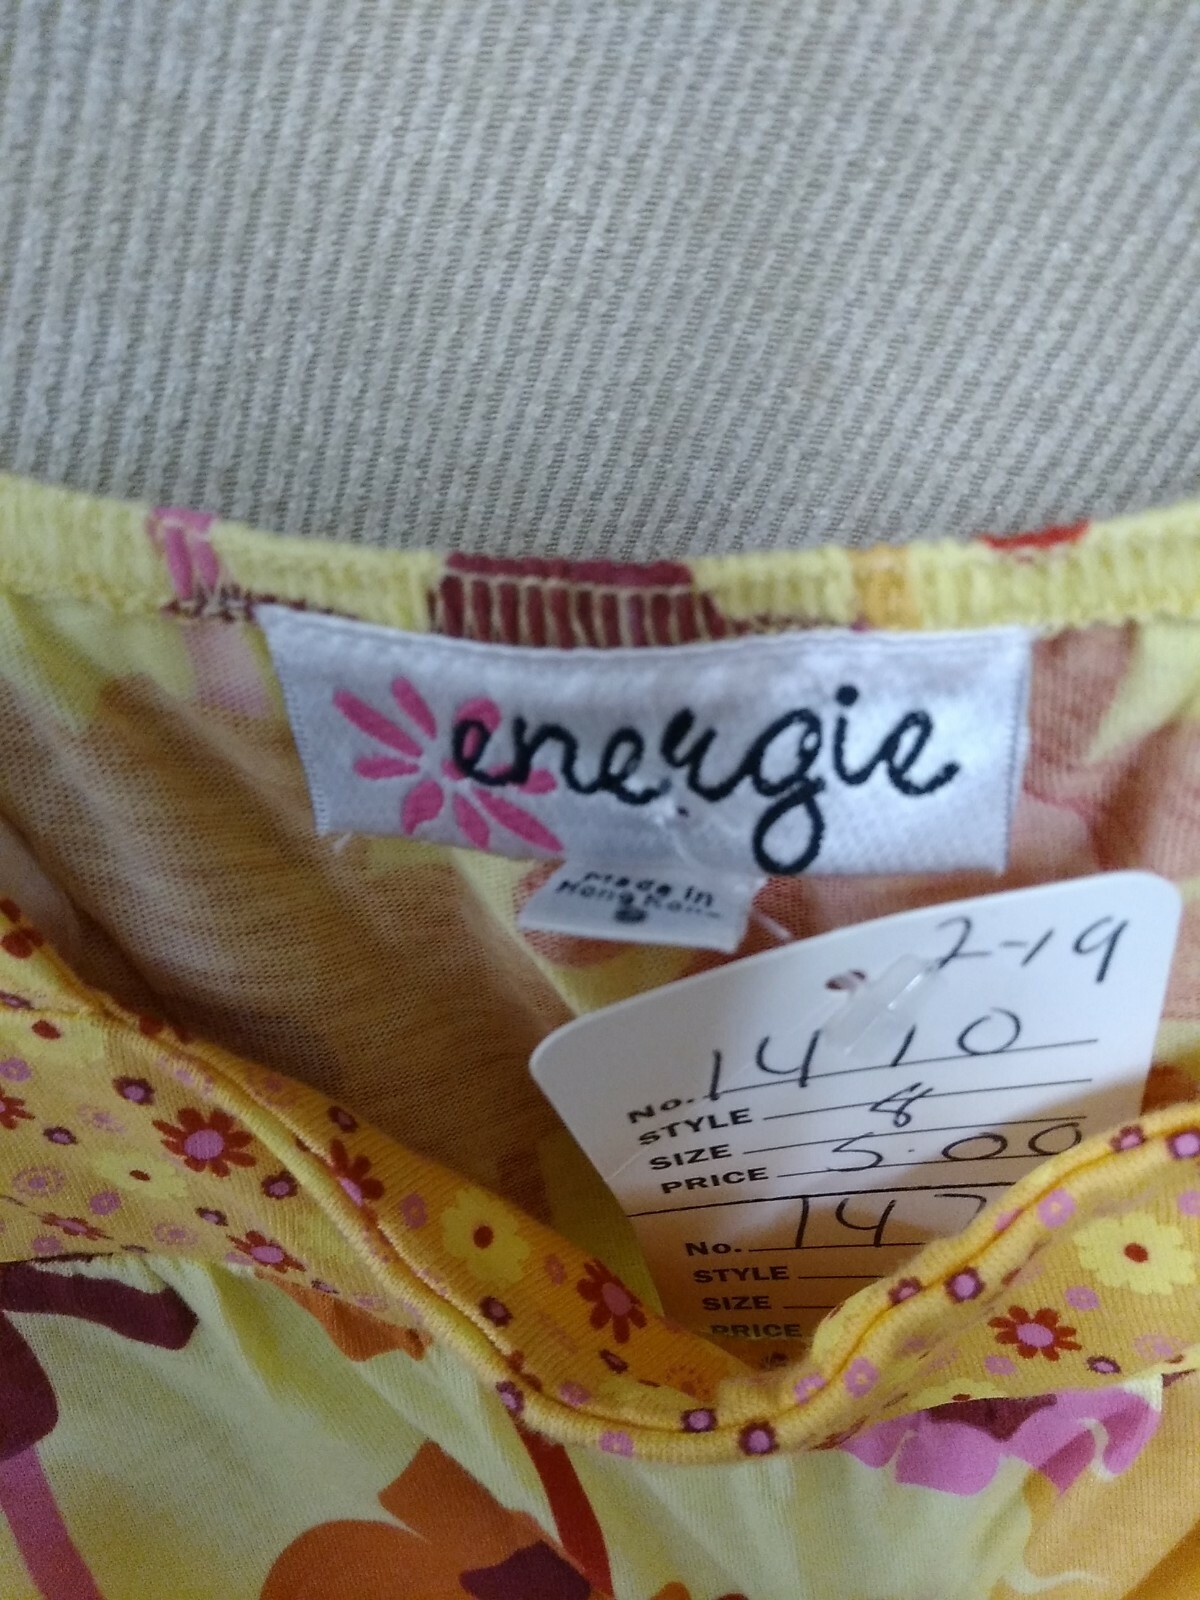 energie
Made in
Hong Kong
S
2-19
No. 1410
STYLE
SIZE 8
PRICE 5.00
No. 147
STYLE
SIZE
PRICE